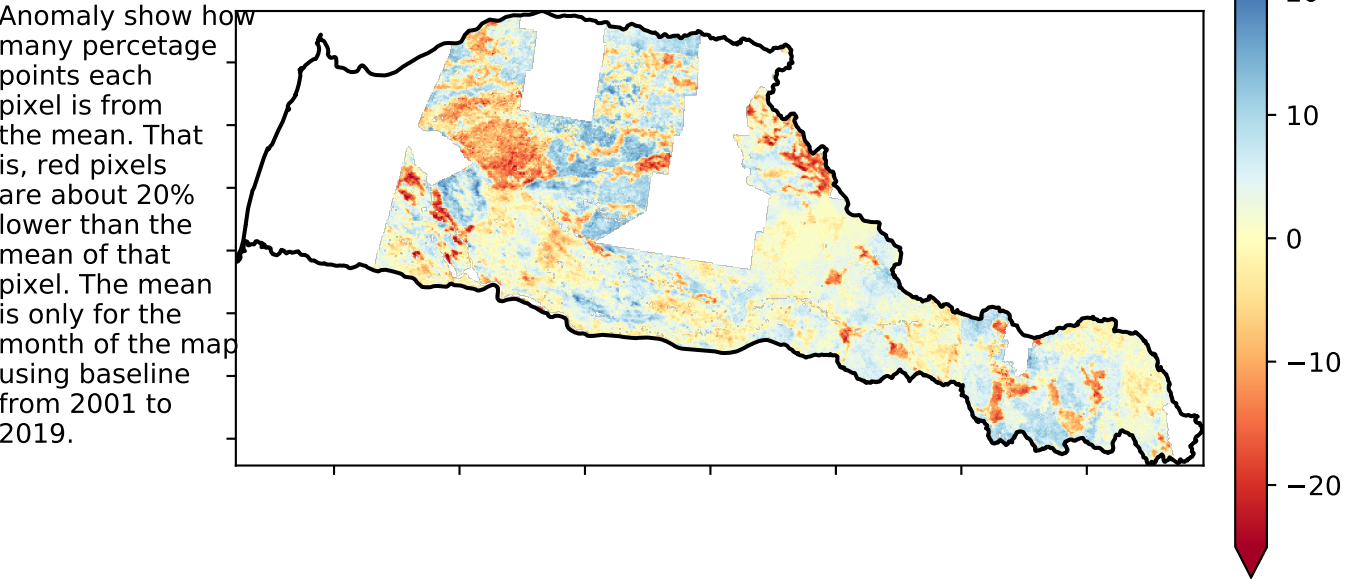 Anomaly show how
many percetage
points each
pixel is from
the mean. That
is, red pixels
are about 20%
lower than the
mean of that
pixel. The mean
is only for the
month of the map
using baseline
from 2001 to
2019.
10
0
−10
−20